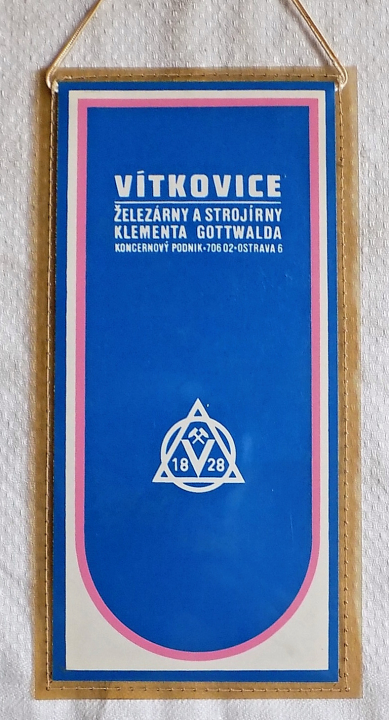 VÍTKOVICE
ŽELEZÁRNY A STROJÍRNY
KLEMENTA GOTTWALDA
KONCERNOVÝ PODNIK•706 02•OSTRAVA 6
18 V 28